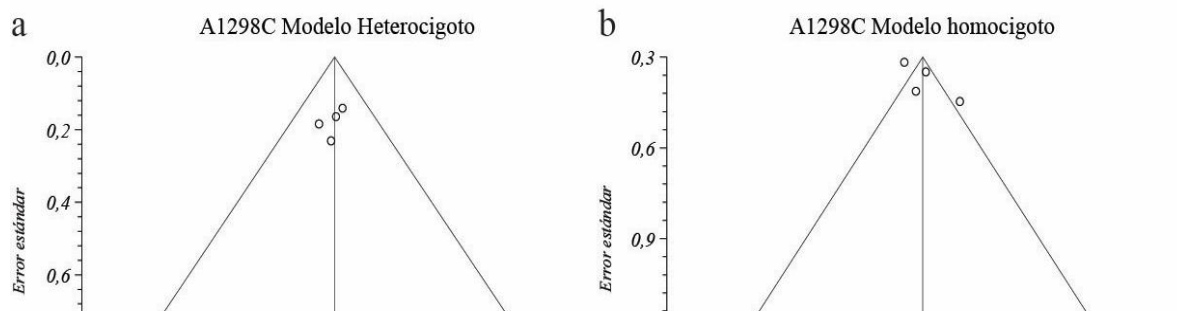 a
A1298C Modelo Heterocigoto
0,0
0,2
0,4
0,6
Error estándar
b
A1298C Modelo homocigoto
0,3
0,6
0,9
Error estándar